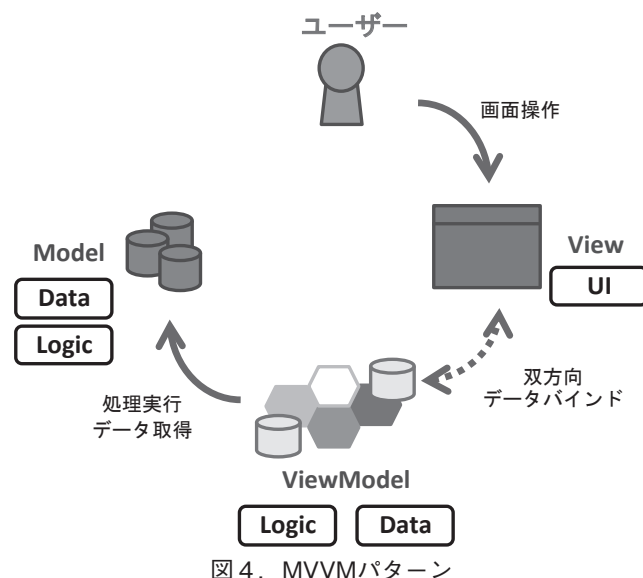 ユーザー
画面操作
Model
Data
Logic
View
UI
処理実行
データ取得
双方向
データバインド
ViewModel
Logic
Data
図4. MVVMパターン